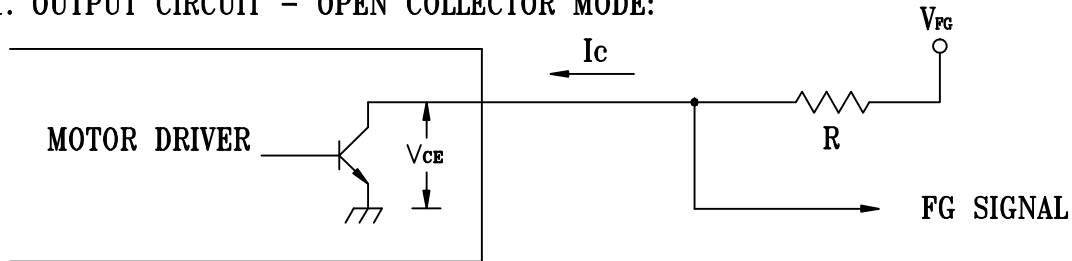 . OUTPUT CIRCUIT - OPEN COLLECTOR MODE:
VFG
Ic
MOTOR DRIVER
VCE
R
FG SIGNAL